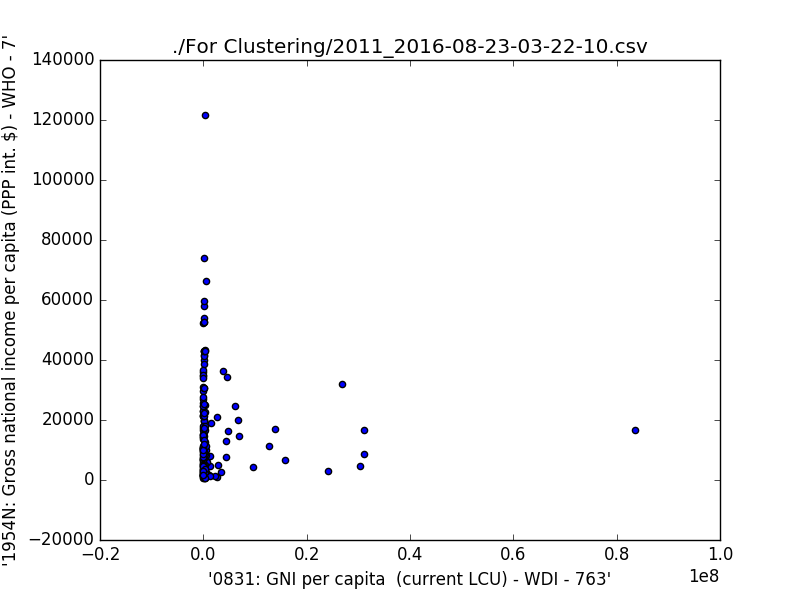 ./For Clustering/2011_2016-08-23-03-22-10.csv
'1954N: Gross national income per capita (PPP int. $) - WHO - 7'
140000
120000
100000
80000
60000
40000
20000
0
−20000
−0.2 0.0 0.2 0.4 0.6 0.8 1.0
1e8
'0831: GNI per capita  (current LCU) - WDI - 763'